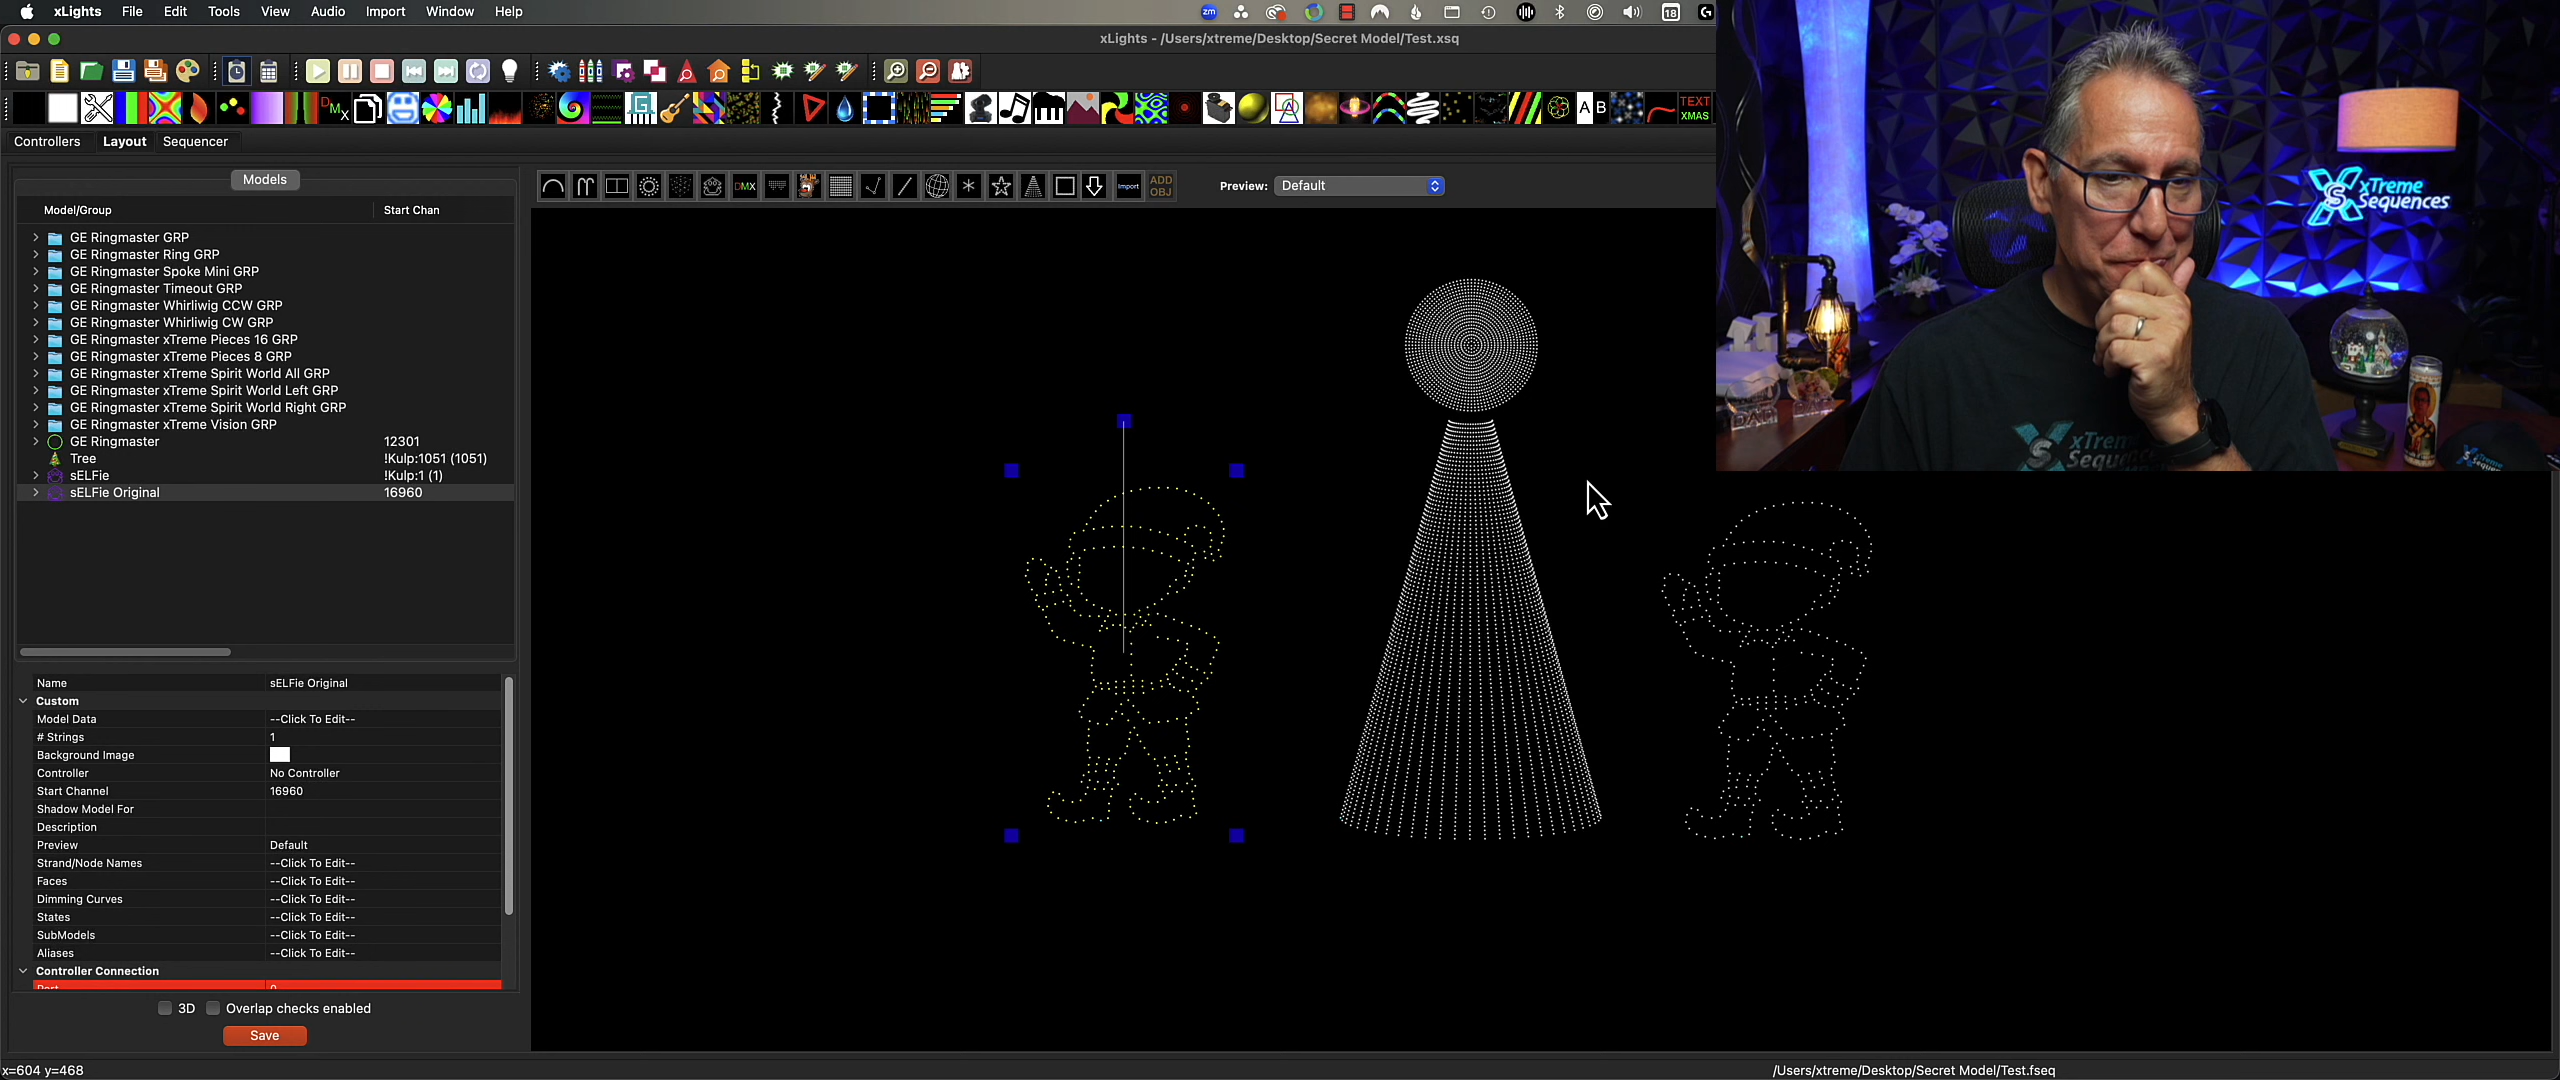 xLights File Edit Tools View Audio Import Window Help
zm
18
xLights - /Users/xtreme/Desktop/Secret Model/Test.xsq
DMX
A B
TEXT
XMAS
Controllers Layout Sequencer
Models
DMX
Import
ADD
OBJ
Preview: Default
Model/Group Start Chan
GE Ringmaster GRP
GE Ringmaster Ring GRP
GE Ringmaster Spoke Mini GRP
GE Ringmaster Timeout GRP
GE Ringmaster Whirliwig CCW GRP
GE Ringmaster Whirliwig CW GRP
GE Ringmaster xTreme Pieces 16 GRP
GE Ringmaster xTreme Pieces 8 GRP
GE Ringmaster xTreme Spirit World All GRP
GE Ringmaster xTreme Spirit World Left GRP
GE Ringmaster xTreme Spirit World Right GRP
GE Ringmaster xTreme Vision GRP
GE Ringmaster 12301
Tree !Kulp:1051 (1051)
sELFie !Kulp:1 (1)
sELFie Original 16960
Name sELFie Original
Custom
Model Data --Click To Edit--
# Strings 1
Background Image
Controller No Controller
Start Channel 16960
Shadow Model For
Description
Preview Default
Strand/Node Names --Click To Edit--
Faces --Click To Edit--
Dimming Curves --Click To Edit--
States --Click To Edit--
SubModels --Click To Edit--
Aliases --Click To Edit--
Controller Connection
Port 0
3D Overlap checks enabled
Save
x=604 y=468
/Users/xtreme/Desktop/Secret Model/Test.fseq
xTreme
Sequences
DAD